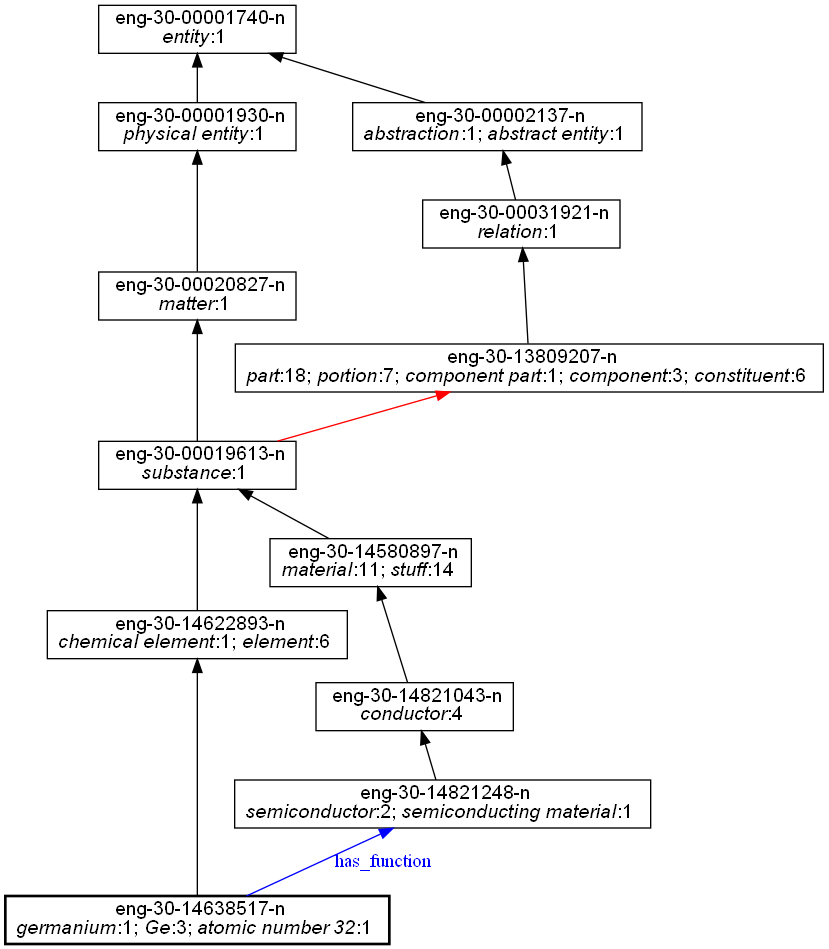 eng-30-00001740-n
entity:1
eng-30-00001930-n
physical entity:1
eng-30-00002137-n
abstraction:1; abstract entity:1
eng-30-00031921-n
relation:1
eng-30-00020827-n
matter:1
eng-30-13809207-n
part:18; portion:7; component part:1; component:3; constituent:6
eng-30-00019613-n
substance:1
eng-30-14580897-n
material:11; stuff:14
eng-30-14622893-n
chemical element:1; element:6
eng-30-14821043-n
conductor:4
eng-30-14821248-n
semiconductor:2; semiconducting material:1
has_function
eng-30-14638517-n
germanium:1; Ge:3; atomic number 32:1